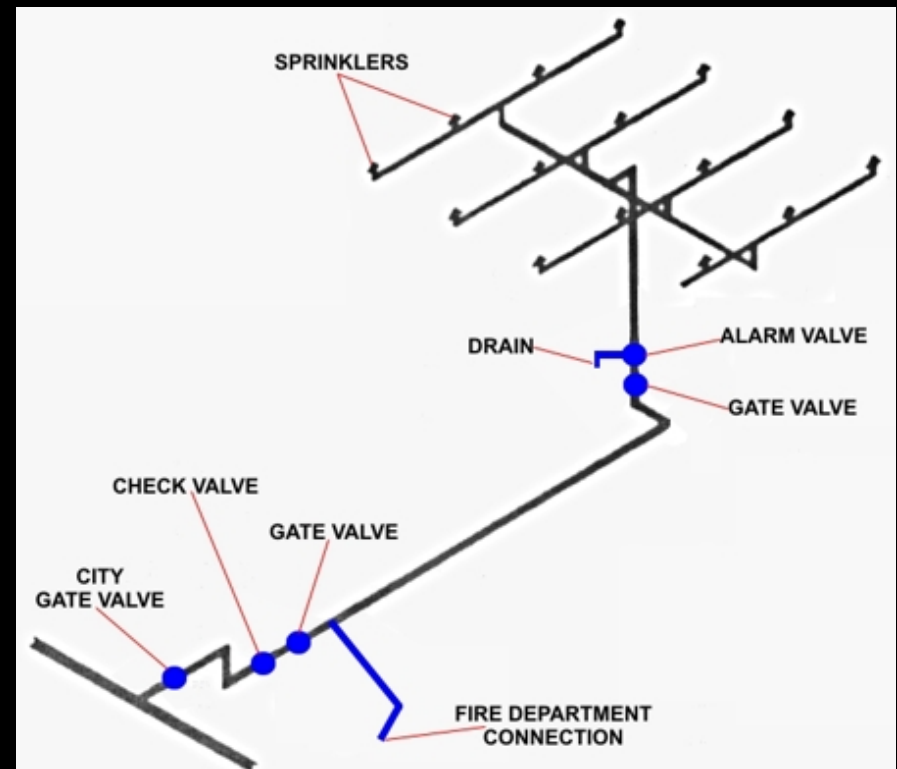 SPRINKLERS
DRAIN
ALARM VALVE
GATE VALVE
CHECK VALVE
GATE VALVE
CITY
GATE VALVE
FIRE DEPARTMENT
CONNECTION